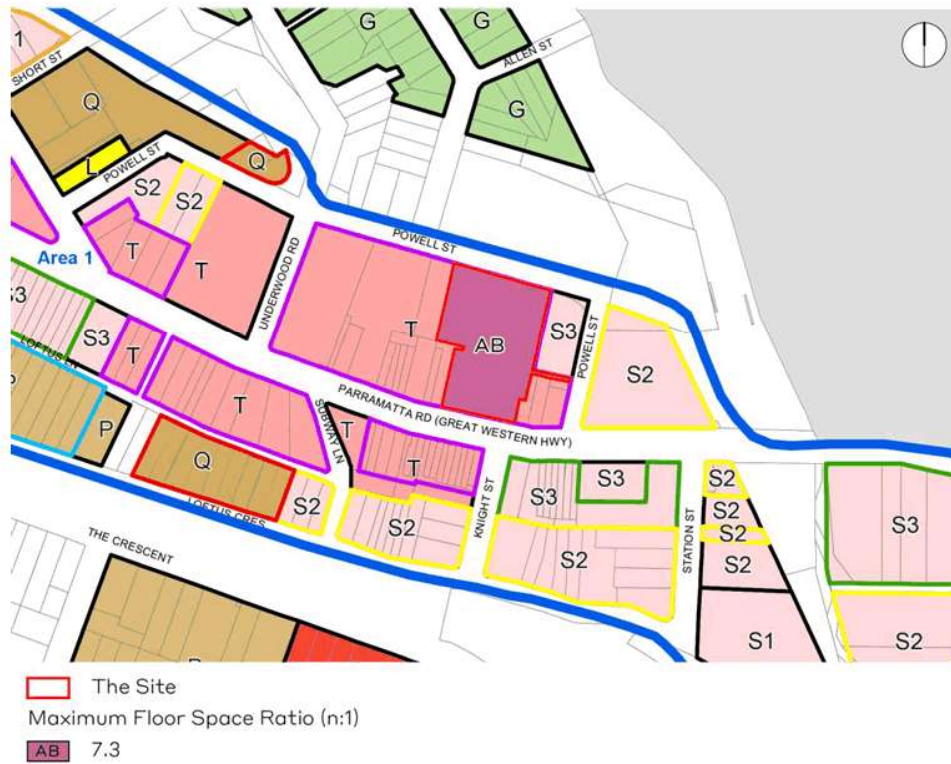 G
G
ALLEN ST
1
SHORT ST
Q
G
L
POWELL ST
Q
S2
S2
POWELL ST
T
T
Area 1
UNDERWOOD RD
S3
S3
T
T
AB
S3
POWELL ST
S2
LOFTUS LN
P
T
SUBWAY LN
T
T
PARRAMATTA RD (GREAT WESTERN HWY)
Q
LOFTUS CRES
S2
S2
KNIGHT ST
S3
S3
S2
STATION ST
S2
S2
S2
S2
S3
THE CRESCENT
S1
S2
The Site
Maximum Floor Space Ratio (n:1)
AB 7.3